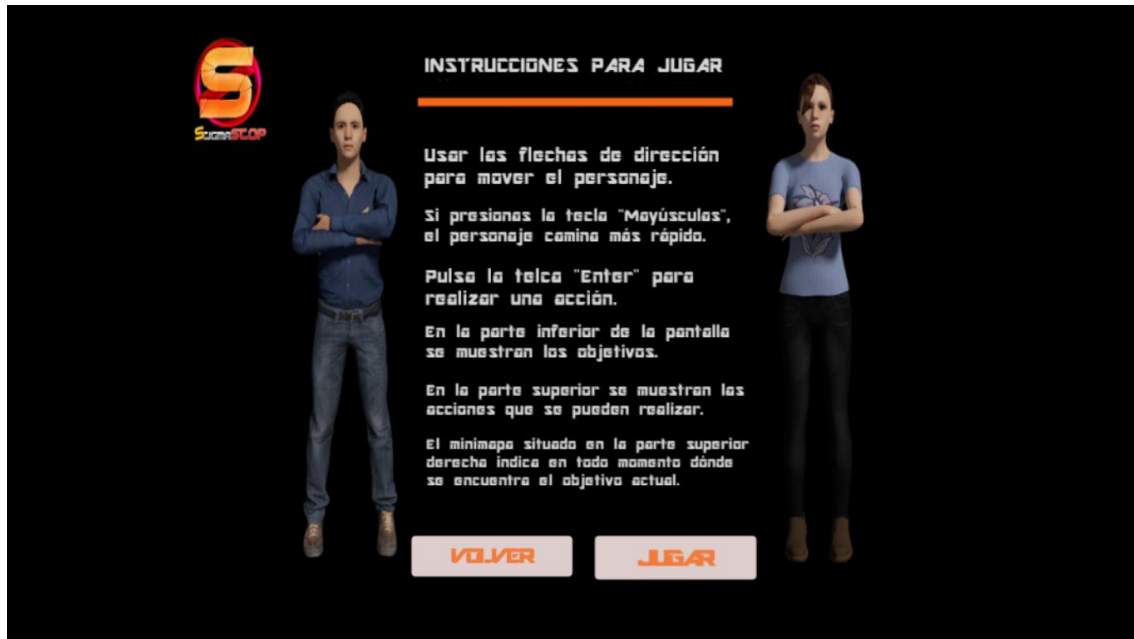 StigmaSTOP
INSTRUCCIONES PARA JUGAR
Usar las flechas de dirección
para mover el personaje.
Si presionas la tecla "Mayúsculas",
el personaje camina más rápido.
Pulsa la telca "Enter" para
realizar una acción.
En la parte inferior de la pantalla
se muestran los objetivos.
En la parte superior se muestran las
acciones que se pueden realizar.
El minimapa situado en la parte superior
derecha indica en todo momento dónde
se encuentra el objetivo actual.
VOLVER
JUGAR